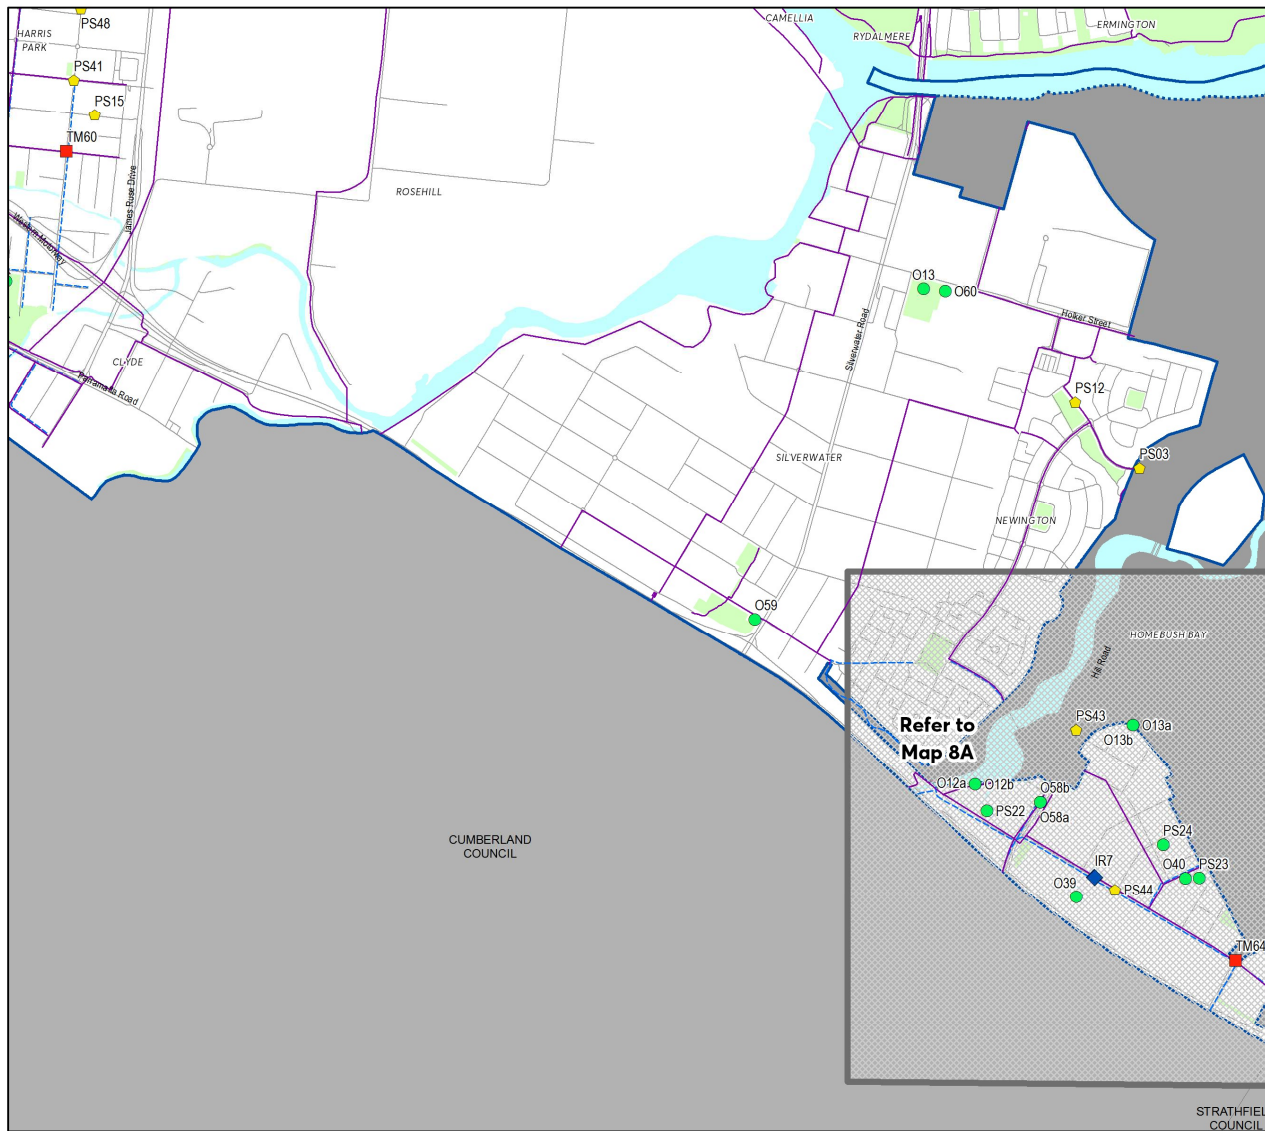 PS48
CAMELLIA
ERMINGTON
HARRIS
PARK
RYDALMERE
PS41
PS15
TM60
James Ruse Drive
ROSEHILL
Western Motorway
O13
O60
Holker Street
Silverwater Road
CLYDE
Parramatta Road
PS12
SILVERWATER
PS03
NEWINGTON
O59
HOMEBUSH BAY
Hill Road
Refer to
Map 8A
PS43
O13a
O13b
O12a
O12b
O58b
PS22
O58a
PS24
CUMBERLAND
COUNCIL
IR7
O40
PS23
O39
PS44
TM64
STRATHFIEL
COUNCIL